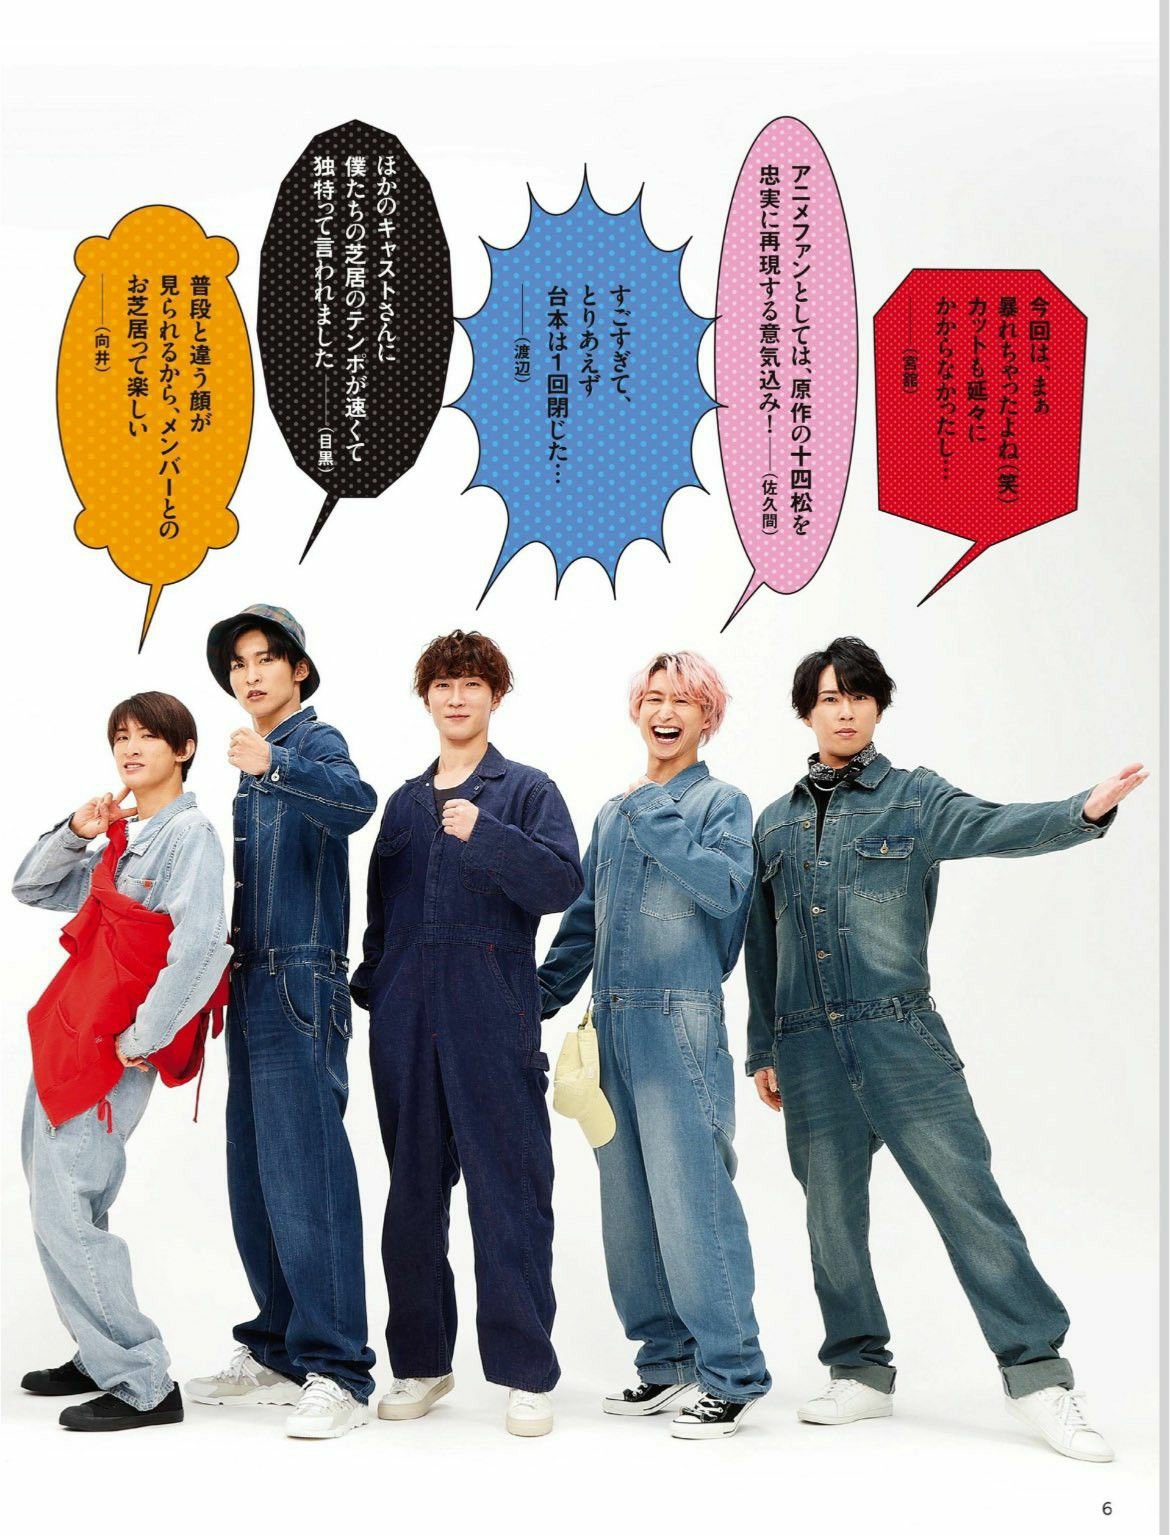 今回は、まぁ
暴れちゃったよね（笑）
カットも延々に
かからなかったし…
――（宮舘）
アニメファンとしては、原作の十四松を
忠実に再現する意気込み！――（佐久間）
すごすぎて、
とりあえず
台本は1回閉じた…
――（渡辺）
ほかのキャストさんに
僕たちの芝居のテンポが速くて
独特って言われました――（目黒）
普段と違う顔が
見られるから、メンバーとの
お芝居って楽しい
――（向井）
6